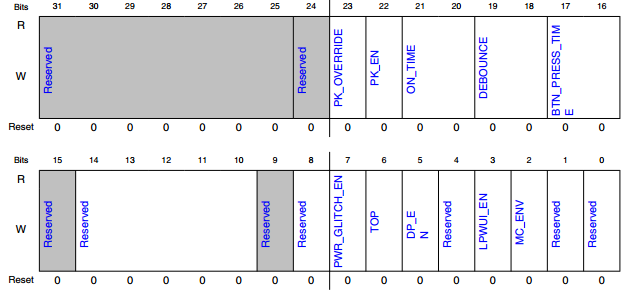 Bits 31 30 29 28 27 26 25 24 23 22 21 20 19 18 17 16
R
W
Reserved Reserved PK_OVERRIDE PK_EN ON_TIME DEBOUNCE BTN_PRESS_TIM
E
Reset 0 0 0 0 0 0 0 0 0 0 0 0 0 0 0 0
Bits 15 14 13 12 11 10 9 8 7 6 5 4 3 2 1 0
R
W
Reserved Reserved Reserved Reserved PWR_GLITCH_EN TOP DP_E
N
Reserved LPWUI_EN MC_ENV Reserved Reserved
Reset 0 0 0 0 0 0 0 0 0 0 0 0 0 0 0 0